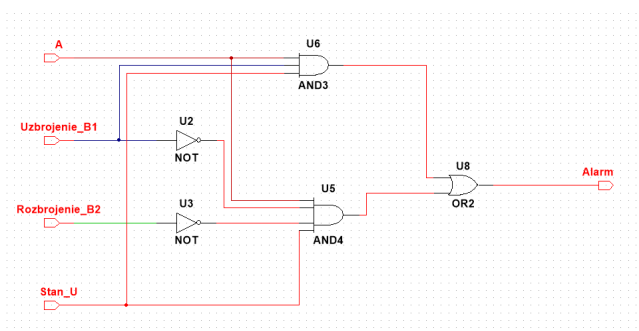 A
U6
AND3
Uzbrojenie_B1
U2
NOT
U8
Alarm
OR2
U5
Rozbrojenie_B2
U3
NOT
AND4
Stan_U